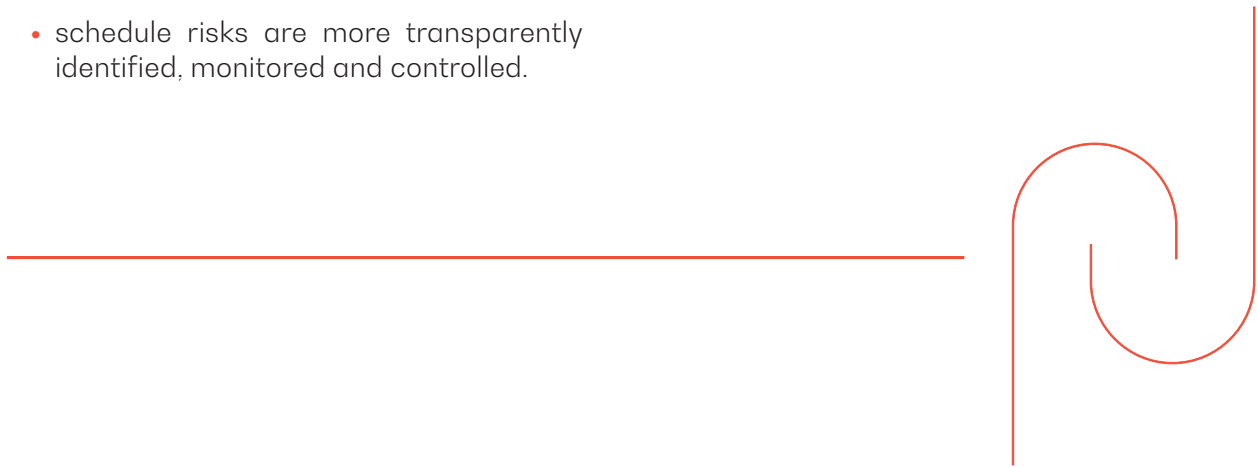 • schedule risks are more transparently
identified, monitored and controlled.